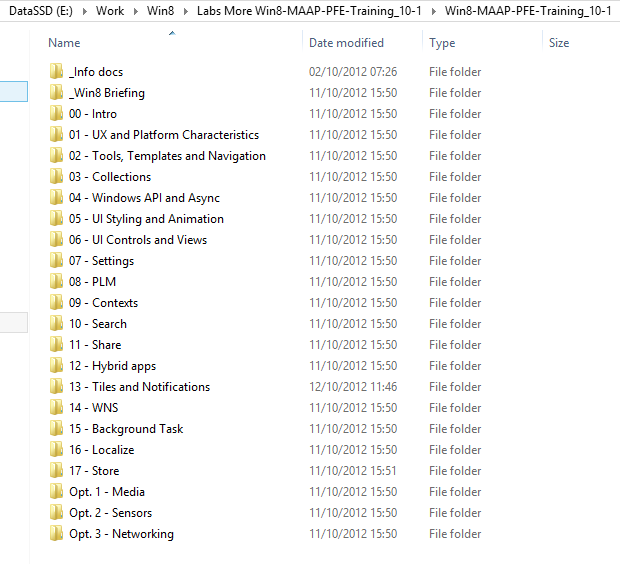 DataSSD (E:) Work Win8 Labs More Win8-MAAP-PFE-Training_10-1 Win8-MAAP-PFE-Training_10-1
Name Date modified Type Size
_Info docs 02/10/2012 07:26 File folder
_Win8 Briefing 11/10/2012 15:50 File folder
00 - Intro 11/10/2012 15:50 File folder
01 - UX and Platform Characteristics 11/10/2012 15:50 File folder
02 - Tools, Templates and Navigation 11/10/2012 15:50 File folder
03 - Collections 11/10/2012 15:50 File folder
04 - Windows API and Async 11/10/2012 15:50 File folder
05 - UI Styling and Animation 11/10/2012 15:50 File folder
06 - UI Controls and Views 11/10/2012 15:50 File folder
07 - Settings 11/10/2012 15:50 File folder
08 - PLM 11/10/2012 15:50 File folder
09 - Contexts 11/10/2012 15:50 File folder
10 - Search 11/10/2012 15:50 File folder
11 - Share 11/10/2012 15:50 File folder
12 - Hybrid apps 11/10/2012 15:50 File folder
13 - Tiles and Notifications 12/10/2012 11:46 File folder
14 - WNS 11/10/2012 15:50 File folder
15 - Background Task 11/10/2012 15:50 File folder
16 - Localize 11/10/2012 15:50 File folder
17 - Store 11/10/2012 15:51 File folder
Opt. 1 - Media 11/10/2012 15:50 File folder
Opt. 2 - Sensors 11/10/2012 15:50 File folder
Opt. 3 - Networking 11/10/2012 15:50 File folder